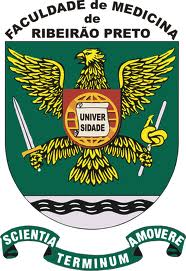 FACULDADE de MEDICINA
de
RIBEIRÃO PRETO
UNIVER
SIDADE
SCIENTIA TERMINUM AMOVERE